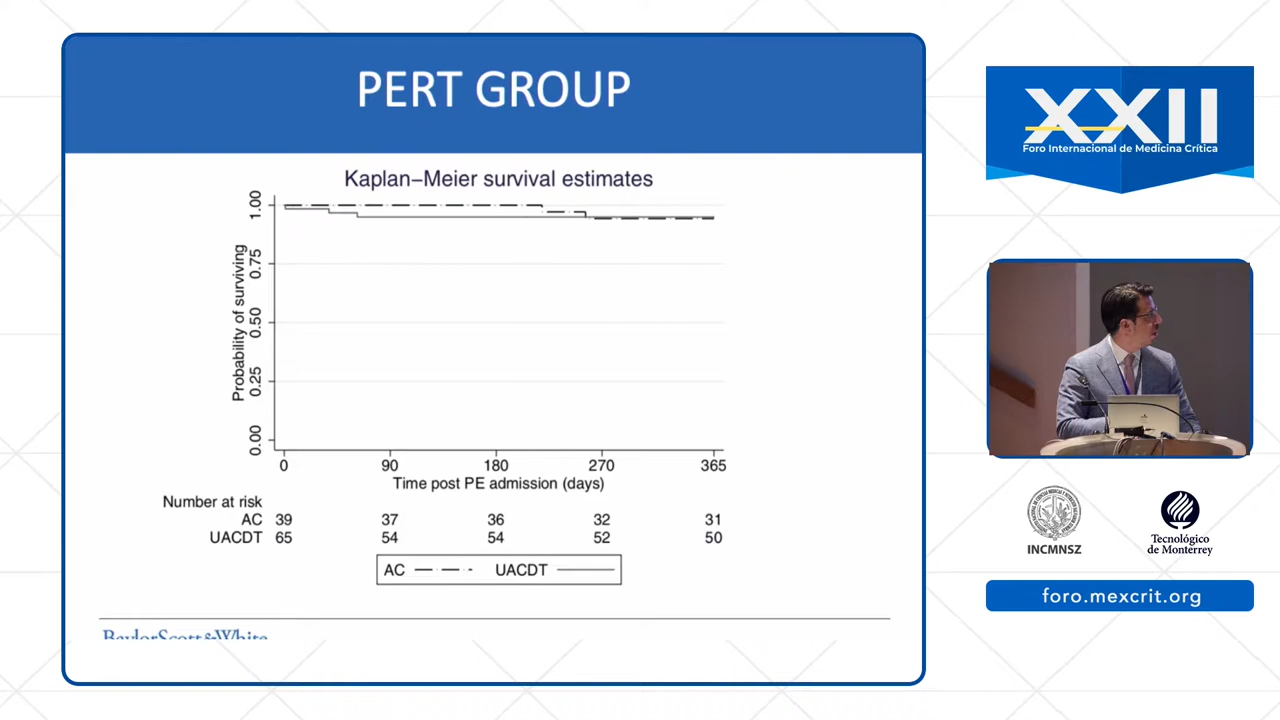 PERT GROUP
Kaplan–Meier survival estimates
Probability of surviving
1.00
0.75
0.50
0.25
0.00
0 90 180 270 365
Time post PE admission (days)
Number at risk
AC 39 37 36 32 31
UACDT 65 54 54 52 50
AC UACDT
BaylorScott&White
XXII
Foro Internacional de Medicina Crítica
INCMNSZ
Tecnológico
de Monterrey
foro.mexcrit.org